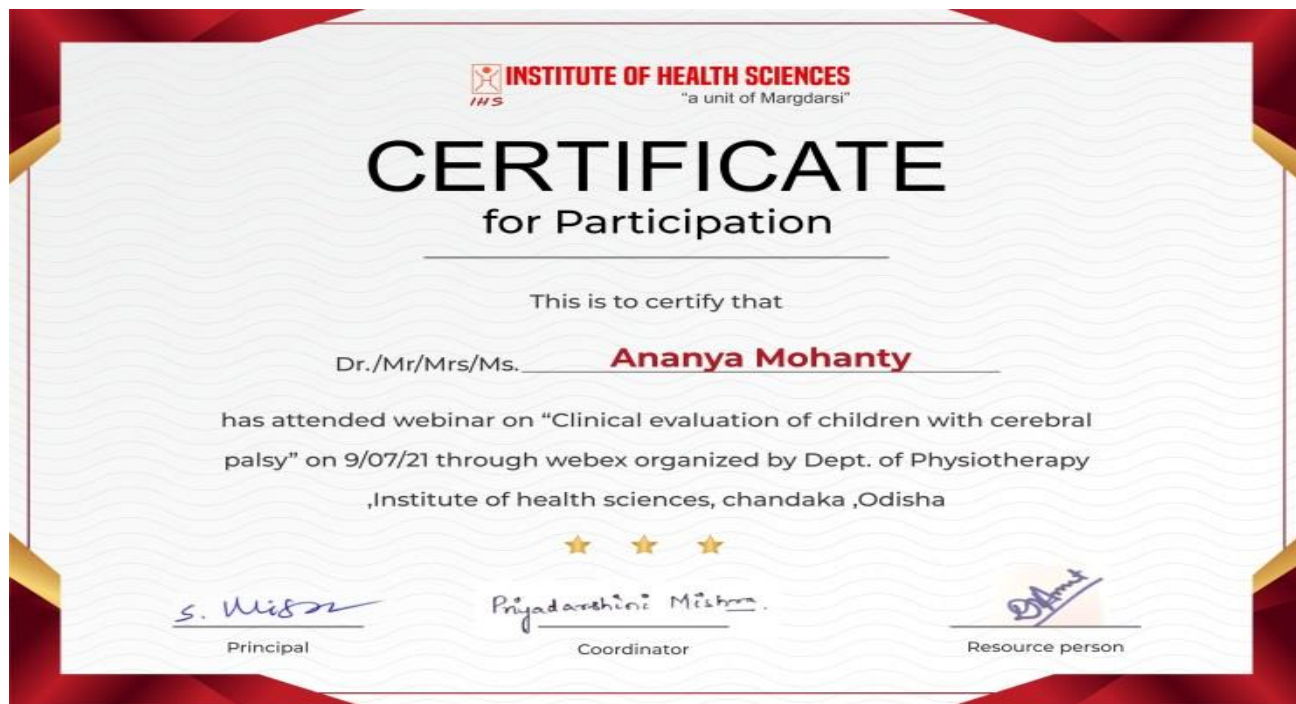 INSTITUTE OF HEALTH SCIENCES
IHS
"a unit of Margdarsi"
CERTIFICATE
for Participation
This is to certify that
Dr./Mr/Mrs/Ms. Ananya Mohanty
has attended webinar on “Clinical evaluation of children with cerebral
palsy” on 9/07/21 through webex organized by Dept. of Physiotherapy
,Institute of health sciences, chandaka ,Odisha
S. Priyadarshini Mishra.
Principal Coordinator Resource person